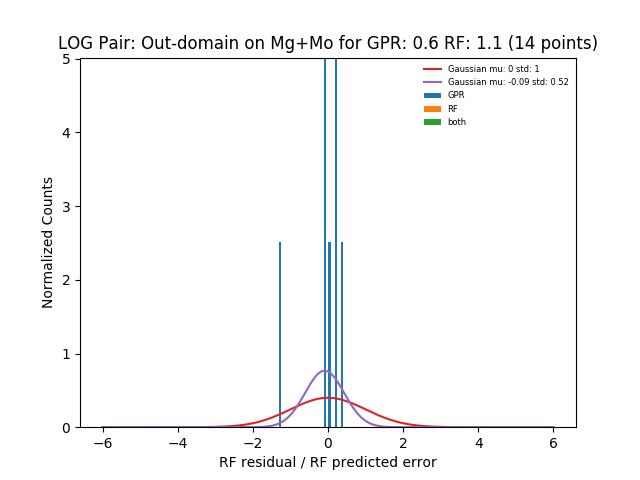 LOG Pair: Out-domain on Mg+Mo for GPR: 0.6 RF: 1.1 (14 points)
Gaussian mu: 0 std: 1
Gaussian mu: -0.09 std: 0.52
GPR
RF
both
Normalized Counts
5
4
3
2
1
0
−6 −4 −2 0 2 4 6
RF residual / RF predicted error